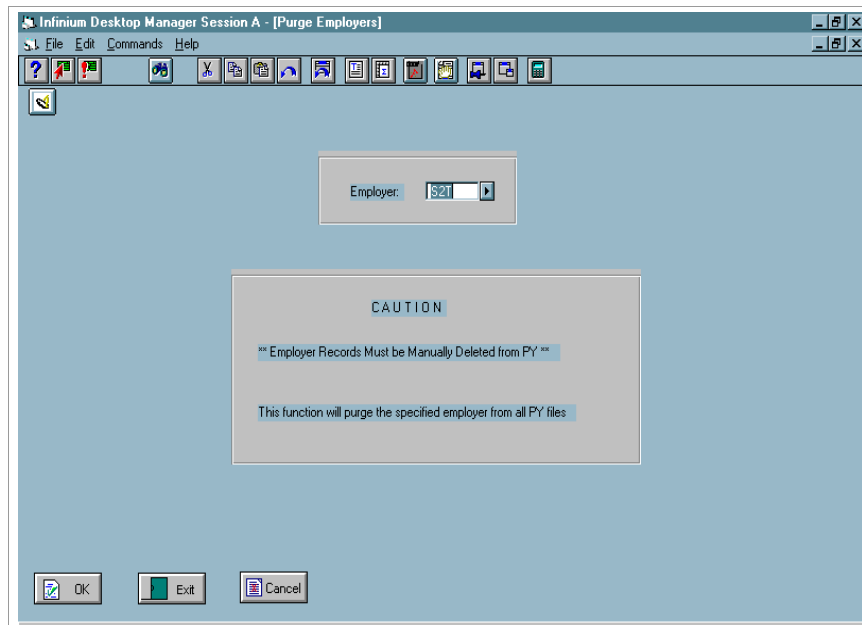 Infinium Desktop Manager Session A - [Purge Employers]
File Edit Commands Help
Employer: S2T
CAUTION
** Employer Records Must be Manually Deleted from PY **
This function will purge the specified employer from all PY files
OK Exit Cancel